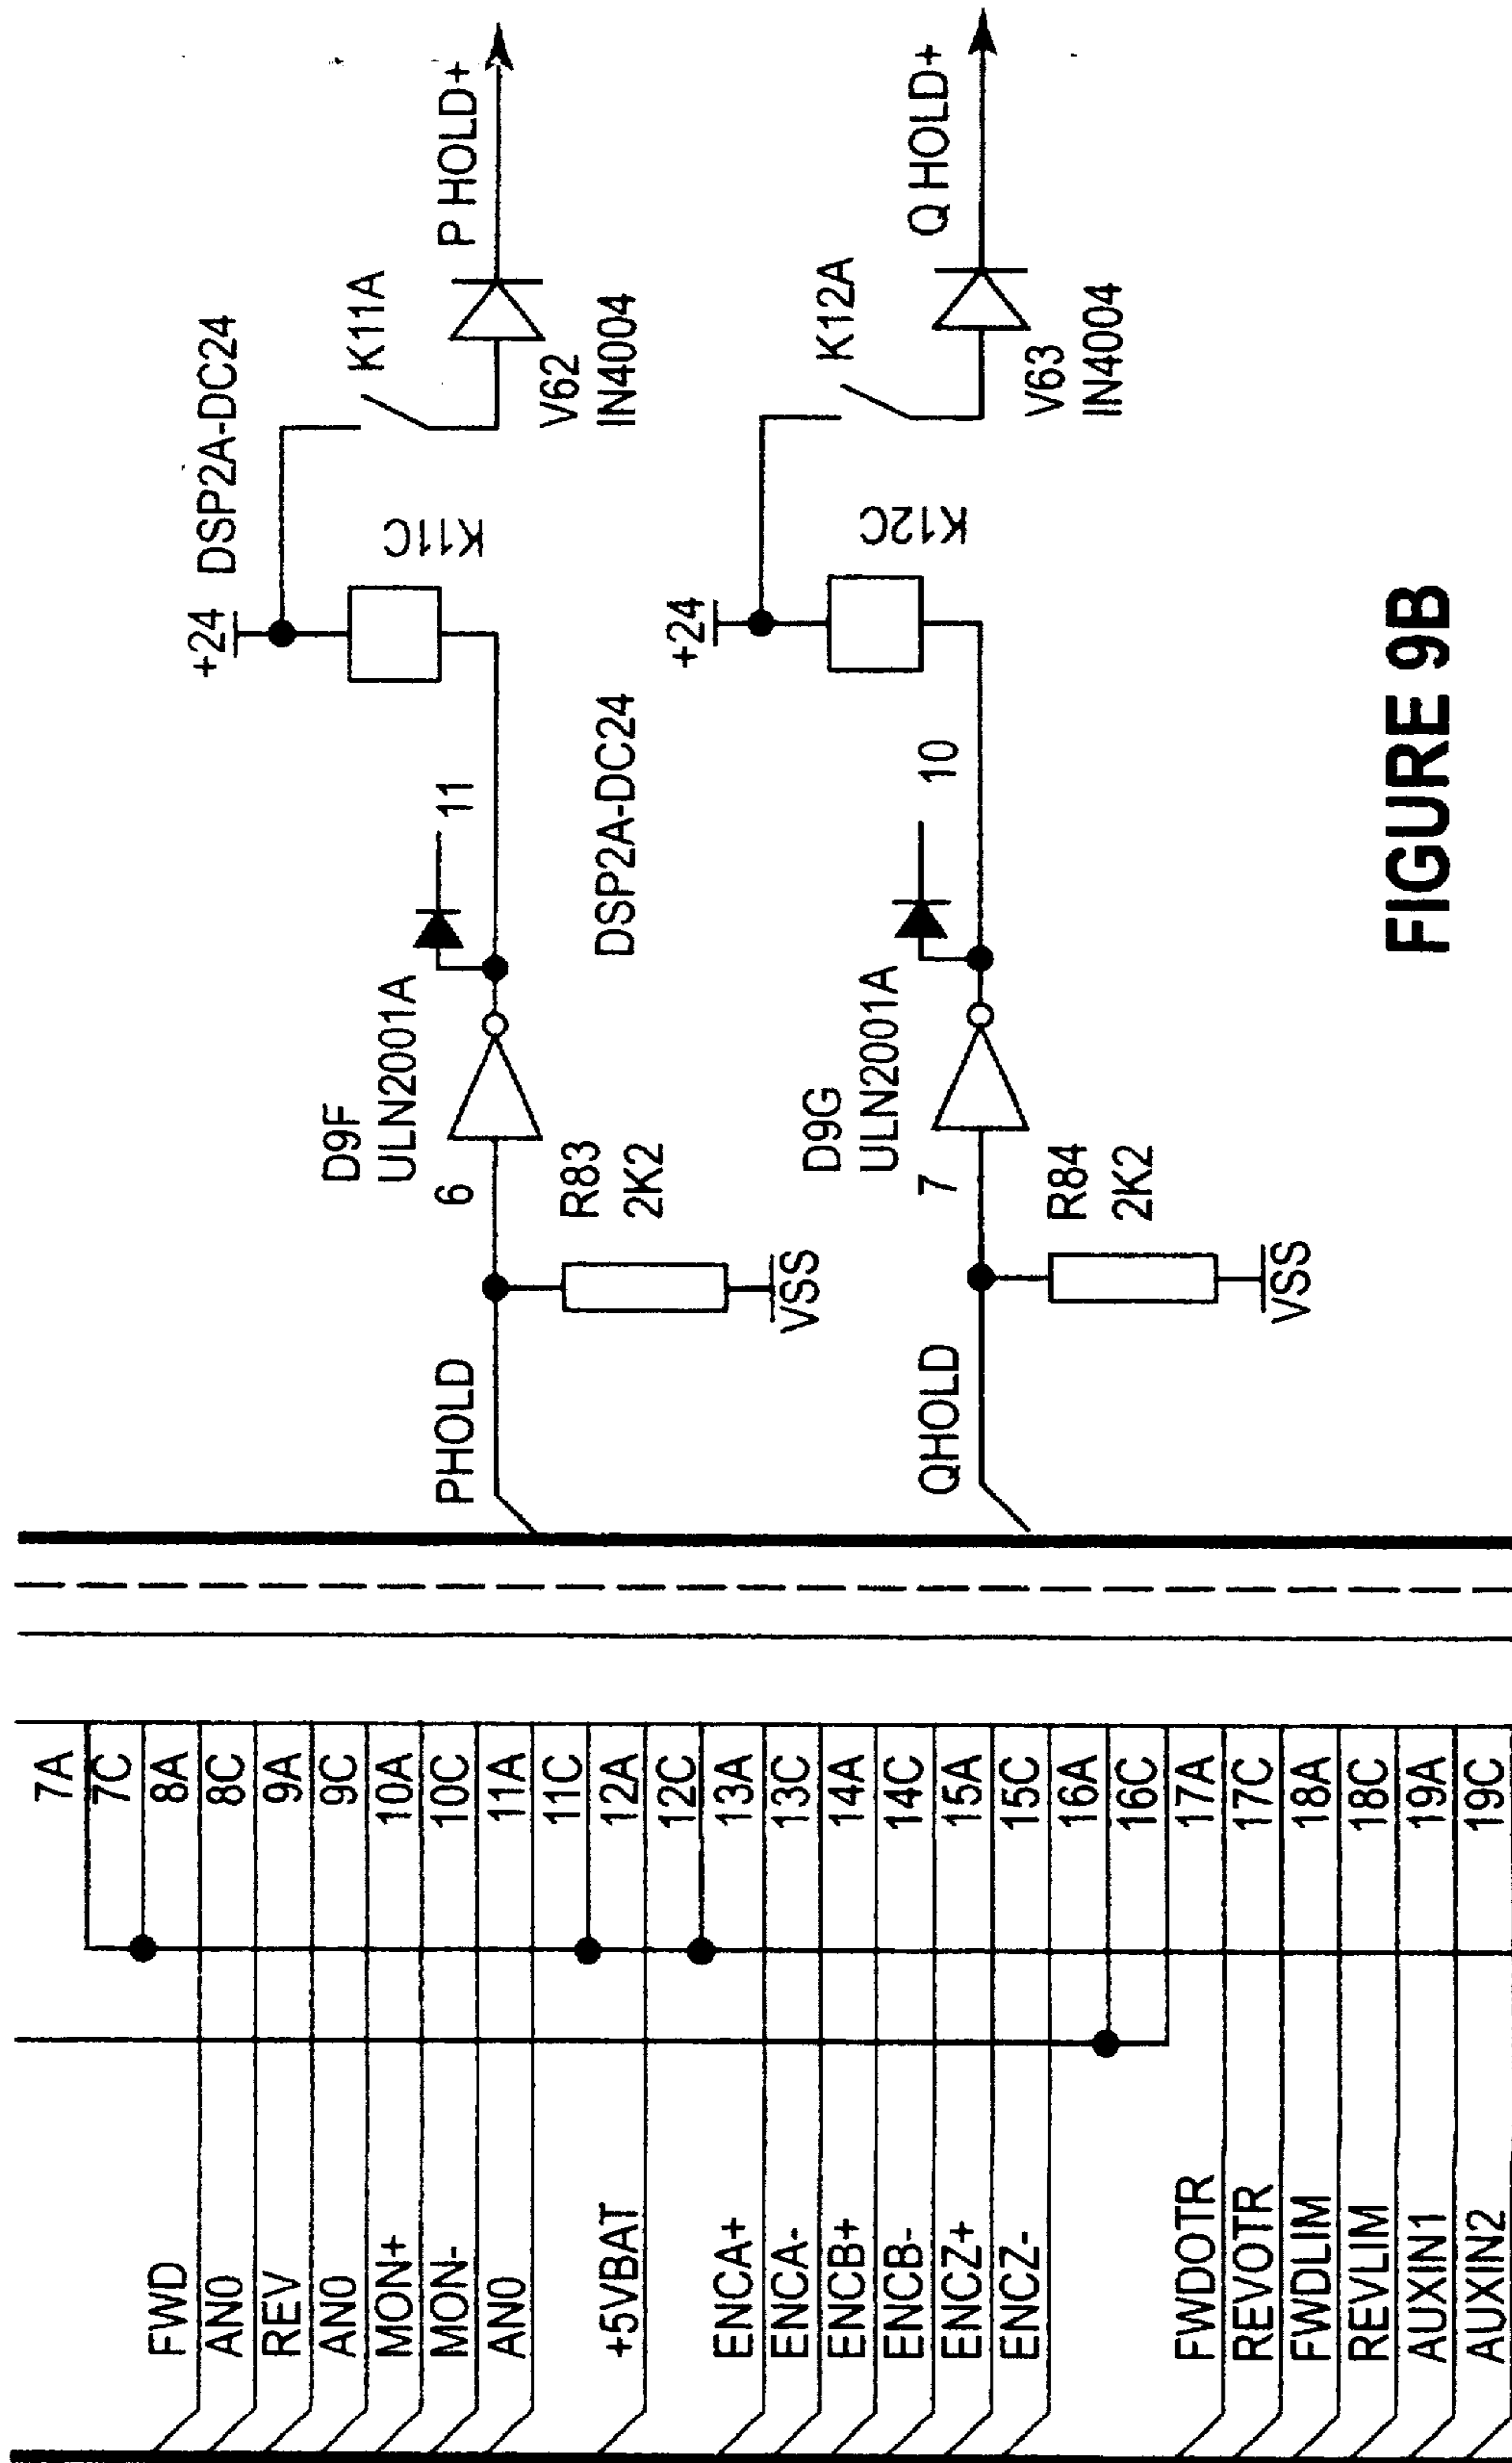 7A
7C
FWD 8A
AN0 8C
REV 9A
AN0 9C
MON+ 10A
MON- 10C
AN0 11A
11C
+5VBAT 12A
12C
ENCA+ 13A
ENCA- 13C
ENCB+ 14A
ENCB- 14C
ENCZ+ 15A
ENCZ- 15C
16A
16C
FWDOTR 17A
REVOTR 17C
FWDLIM 18A
REVLIM 18C
AUXIN1 19A
AUXIN2 19C
PHOLD
6
D9F
ULN2001A
R83
2K2
VSS
11
+24
DSP2A-DC24
K11C
K11A
V62
IN4004
P HOLD+
QHOLD
7
D9G
ULN2001A
R84
2K2
VSS
10
+24
DSP2A-DC24
K12C
K12A
V63
IN4004
Q HOLD+
FIGURE 9B